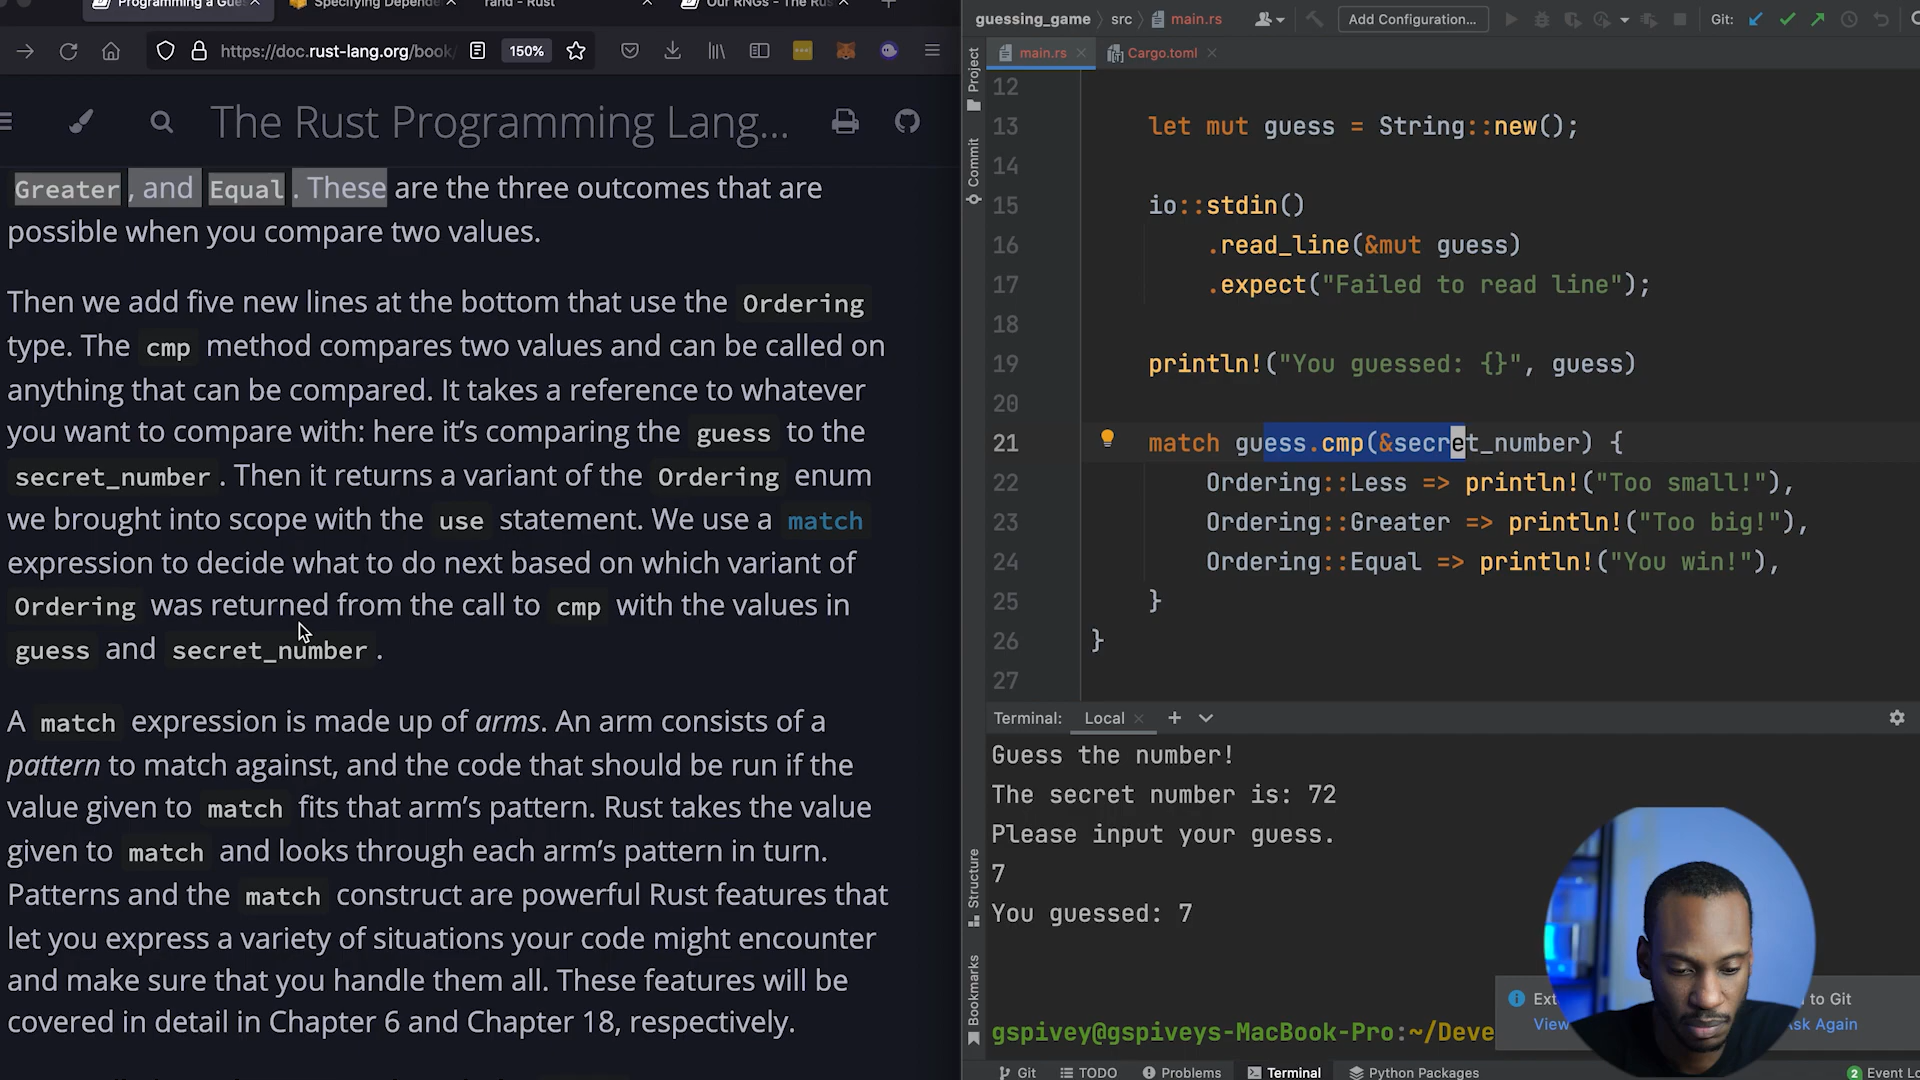 Programming a Gues
Specifying Depende
rand - Rust
Our RNGs - The Rus
https://doc.rust-lang.org/book/
150%
The Rust Programming Lang...
Greater, and Equal. These are the three outcomes that are
possible when you compare two values.
Then we add five new lines at the bottom that use the Ordering
type. The cmp method compares two values and can be called on
anything that can be compared. It takes a reference to whatever
you want to compare with: here it’s comparing the guess to the
secret_number. Then it returns a variant of the Ordering enum
we brought into scope with the use statement. We use a match
expression to decide what to do next based on which variant of
Ordering was returned from the call to cmp with the values in
guess and secret_number.
A match expression is made up of arms. An arm consists of a
pattern to match against, and the code that should be run if the
value given to match fits that arm’s pattern. Rust takes the value
given to match and looks through each arm’s pattern in turn.
Patterns and the match construct are powerful Rust features that
let you express a variety of situations your code might encounter
and make sure that you handle them all. These features will be
covered in detail in Chapter 6 and Chapter 18, respectively.
guessing_game src main.rs
Add Configuration...
Git:
main.rs
Cargo.toml
Project
Commit
Structure
Bookmarks
12
13 let mut guess = String::new();
14
15 io::stdin()
16 .read_line(&mut guess)
17 .expect("Failed to read line");
18
19 println!("You guessed: {}", guess)
20
21 match guess.cmp(&secret_number) {
22 Ordering::Less => println!("Too small!"),
23 Ordering::Greater => println!("Too big!"),
24 Ordering::Equal => println!("You win!"),
25 }
26 }
27
Terminal: Local
Guess the number!
The secret number is: 72
Please input your guess.
7
You guessed: 7
gspivey@gspiveys-MacBook-Pro:~/Deve
Ext
to Git
View
Ask Again
Git
TODO
Problems
Terminal
Python Packages
2 Event Lo